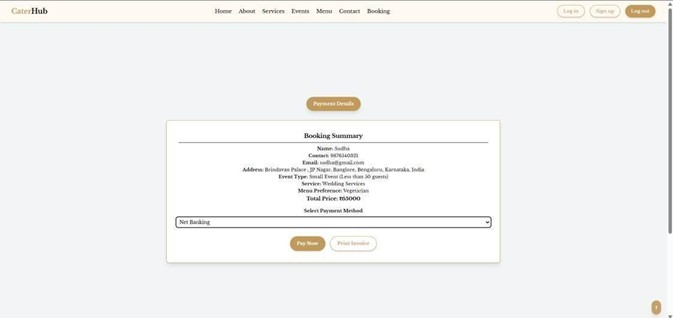 CaterHub Home About Services Events Menu Contact Booking Log in Sign up Log out
Payment Details
Booking Summary
Name: Sudha
Contact: 9876540321
Email: sudha@gmail.com
Address: Brindavan Palace , JP Nagar, Banglore, Bengaluru, Karnataka, India
Event Type: Small Event (Less than 50 guests)
Service: Wedding Services
Menu Preference: Vegetarian
Total Price: ₹65000
Select Payment Method
Net Banking
Pay Now Print Invoice